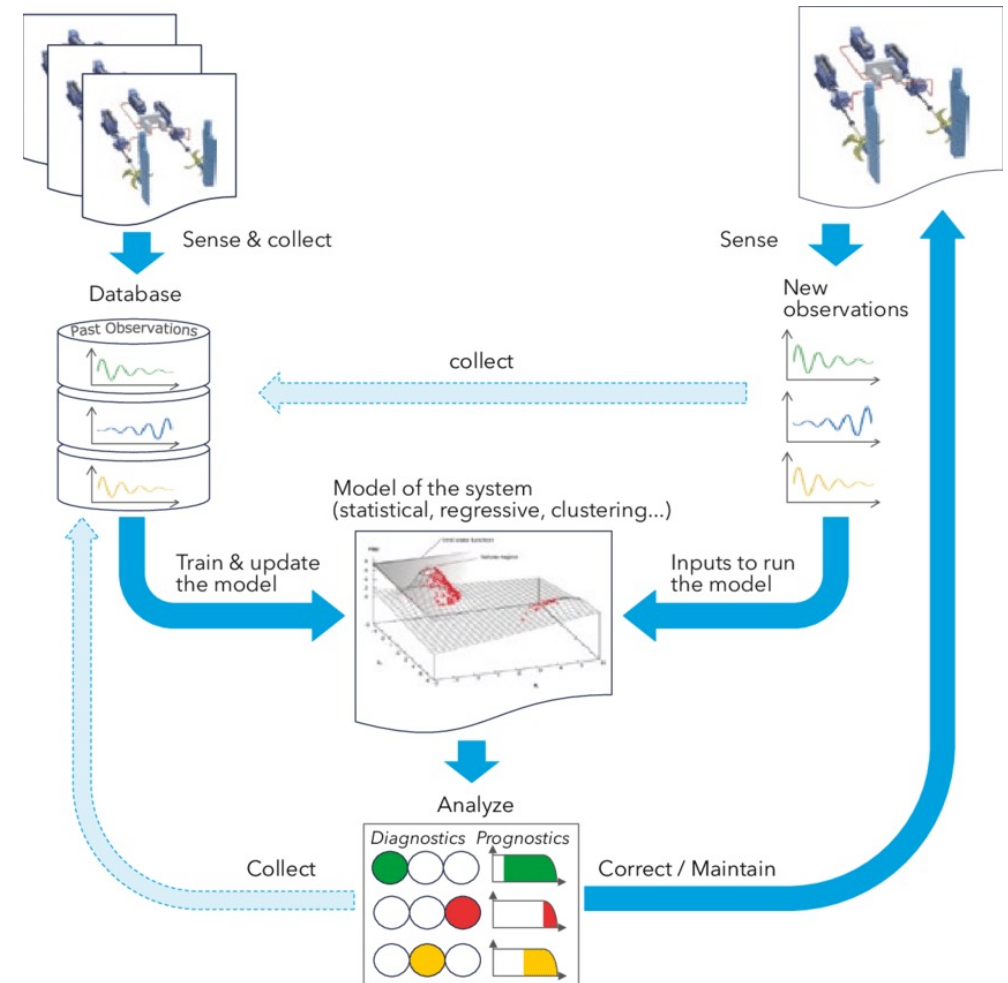 Sense & collect
Sense
Database
New
observations
Past Observations
collect
Model of the system
(statistical, regressive, clustering...)
Train & update
the model
Inputs to run
the model
Analyze
Diagnostics Prognostics
Collect
Correct / Maintain